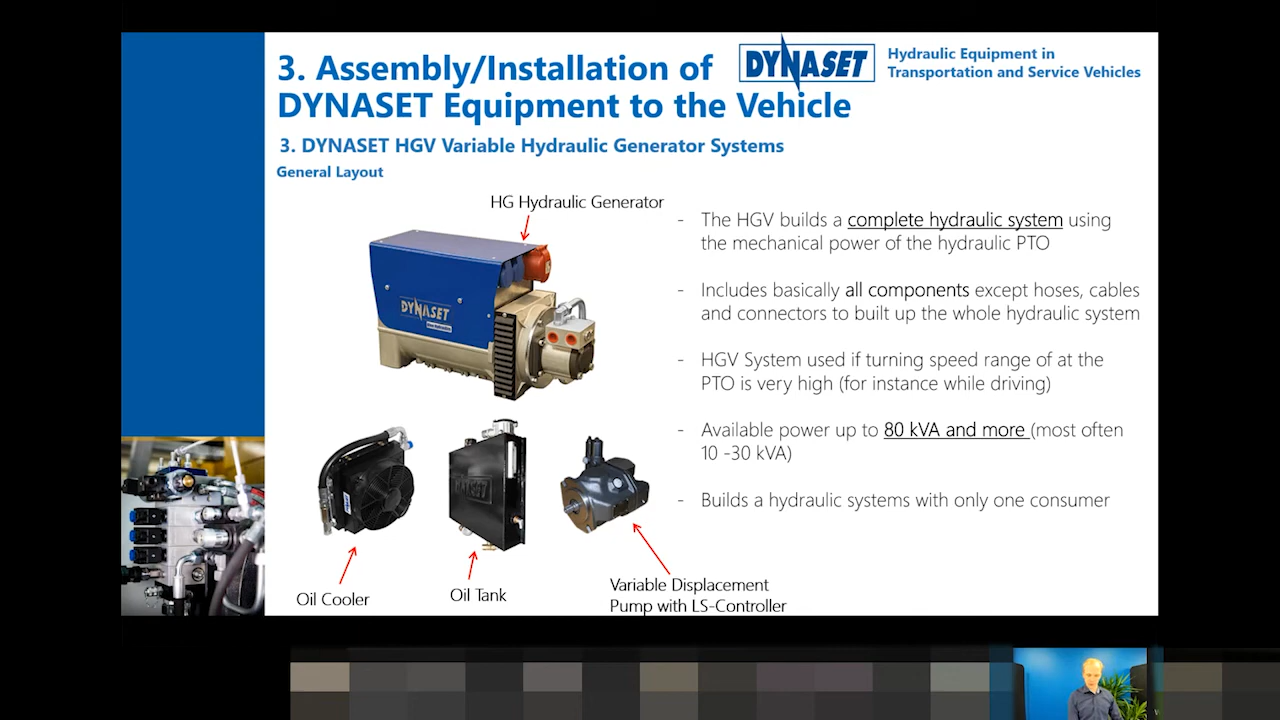 3. Assembly/Installation of
DYNASET Equipment to the Vehicle
DYNASET
Hydraulic Equipment in
Transportation and Service Vehicles
3. DYNASET HGV Variable Hydraulic Generator Systems
General Layout
HG Hydraulic Generator
DYNASET
Oil Cooler
Oil Tank
Variable Displacement
Pump with LS-Controller
- The HGV builds a complete hydraulic system using
the mechanical power of the hydraulic PTO
- Includes basically all components except hoses, cables
and connectors to built up the whole hydraulic system
- HGV System used if turning speed range of at the
PTO is very high (for instance while driving)
- Available power up to 80 kVA and more (most often
10 -30 kVA)
- Builds a hydraulic systems with only one consumer